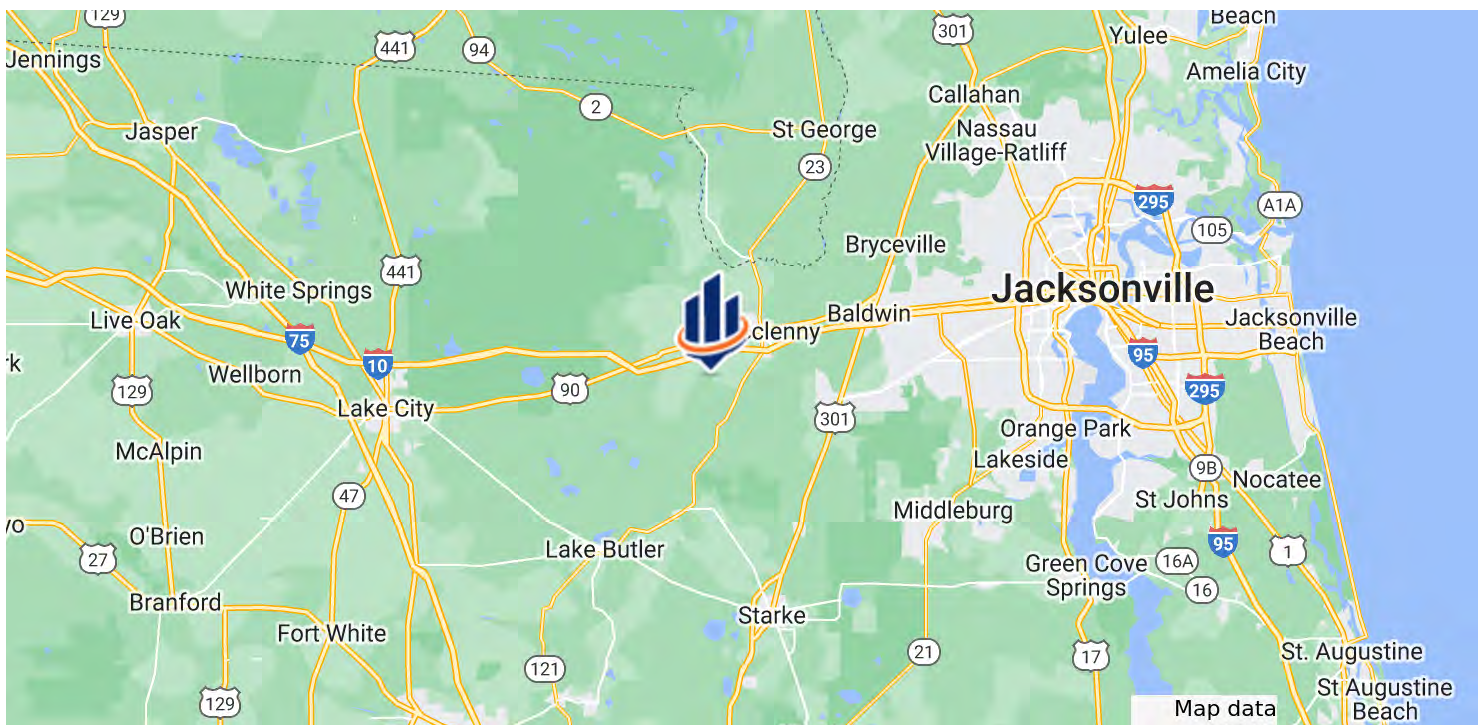 129
Beach
301
441
94
Yulee
Jennings
Amelia City
Callahan
2
Jasper
St George
Nassau
Village-Ratliff
23
295
A1A
105
Bryceville
441
White Springs
Jacksonville
Live Oak
Baldwin
clenny
Jacksonville
Beach
75
10
95
rk
Wellborn
129
90
295
Lake City
301
Orange Park
McAlpin
Lakeside
9B
Nocatee
47
St Johns
Middleburg
yo
O'Brien
27
Lake Butler
95
1
Green Cove
Springs
16A
16
Branford
Starke
Fort White
21
17
St. Augustine
121
129
St Augustine
Beach
Map data